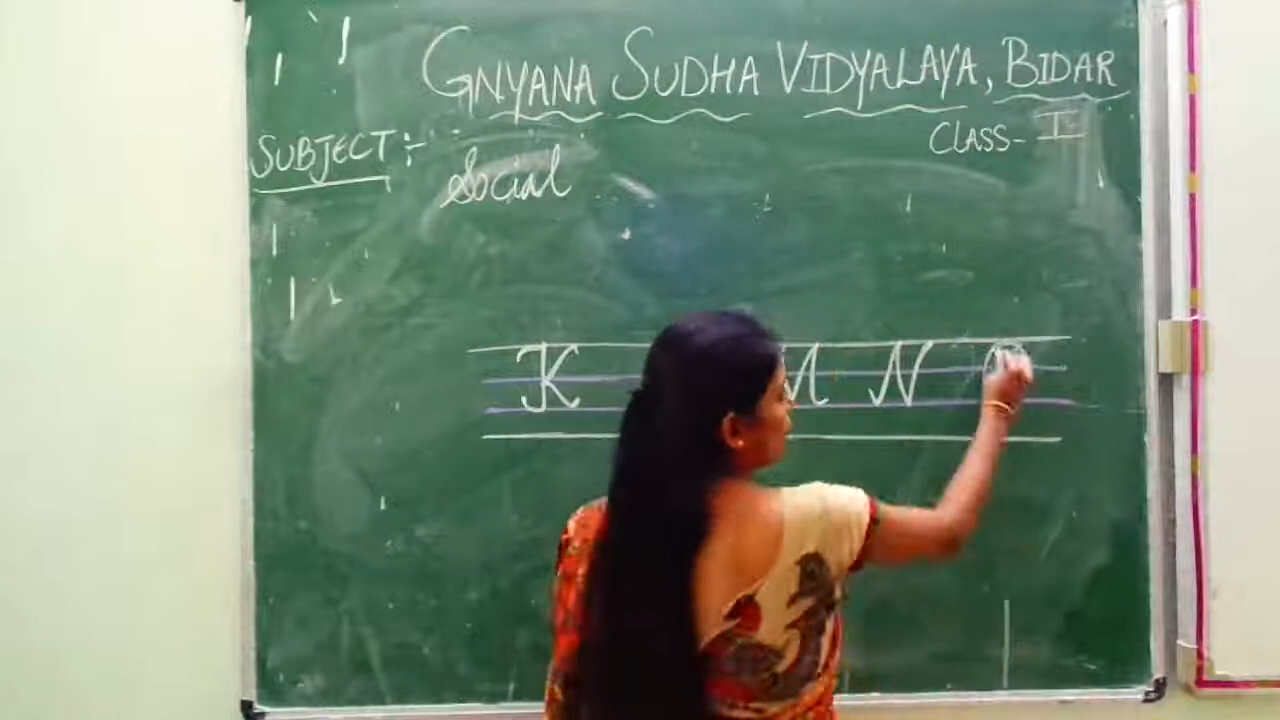 GNYANA SUDHA VIDYALAYA, BIDAR
CLASS- I
SUBJECT :-
Social
K M N